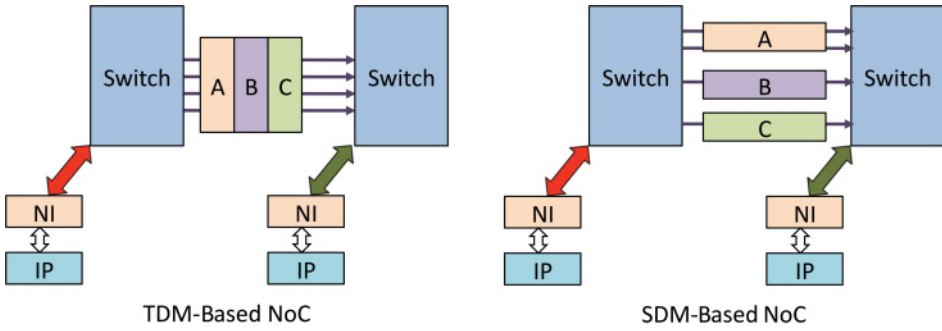 Switch
A B C
Switch
NI
NI
IP
IP
TDM-Based NoC
Switch
A
B
C
Switch
NI
NI
IP
IP
SDM-Based NoC